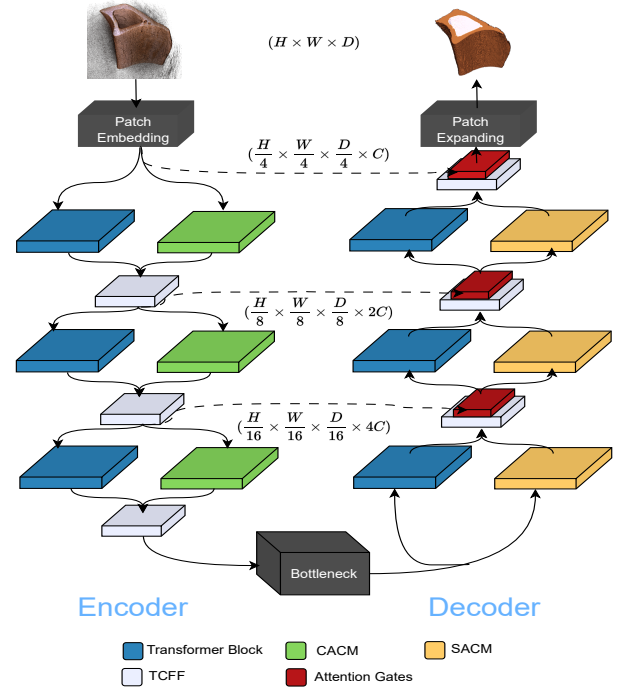 (H × W × D)
Patch
Embedding
Patch
Expanding
(H/4 × W/4 × D/4 × C)
(H/8 × W/8 × D/8 × 2C)
(H/16 × W/16 × D/16 × 4C)
Bottleneck
Encoder
Decoder
Transformer Block
CACM
SACM
TCFF
Attention Gates